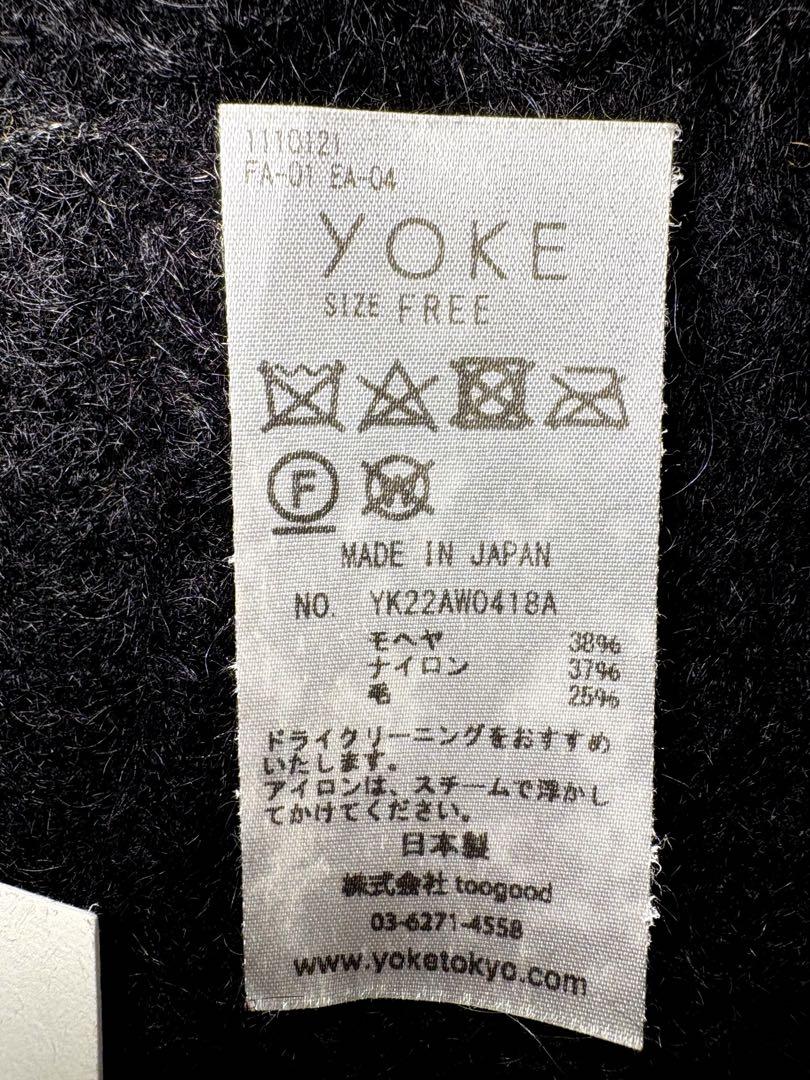 1110121
FA-01 EA-04
YOKE
SIZE FREE
F W
MADE IN JAPAN
NO. YK22AW0418A
モヘヤ 38%
ナイロン 37%
毛 25%
ドライクリーニングをおすすめ
いたします。
アイロンは、スチームで浮かし
てかけてください。
日本製
株式会社 toogood
03-6271-4558
www.yoketokyo.com